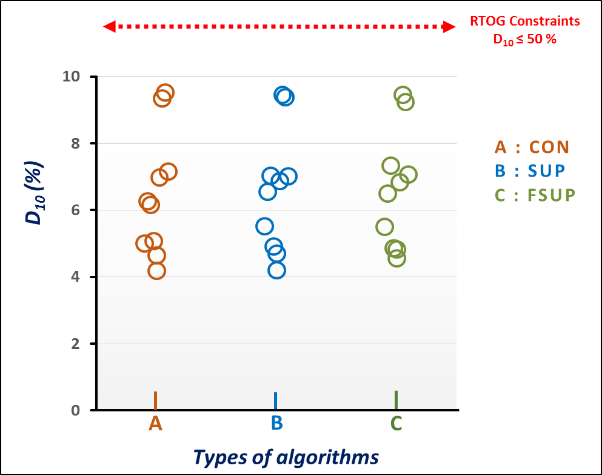 RTOG Constraints
D₁₀ ≤ 50 %
10
8
6
4
2
0
D₁₀ (%)
A : CON
B : SUP
C : FSUP
A B C
Types of algorithms